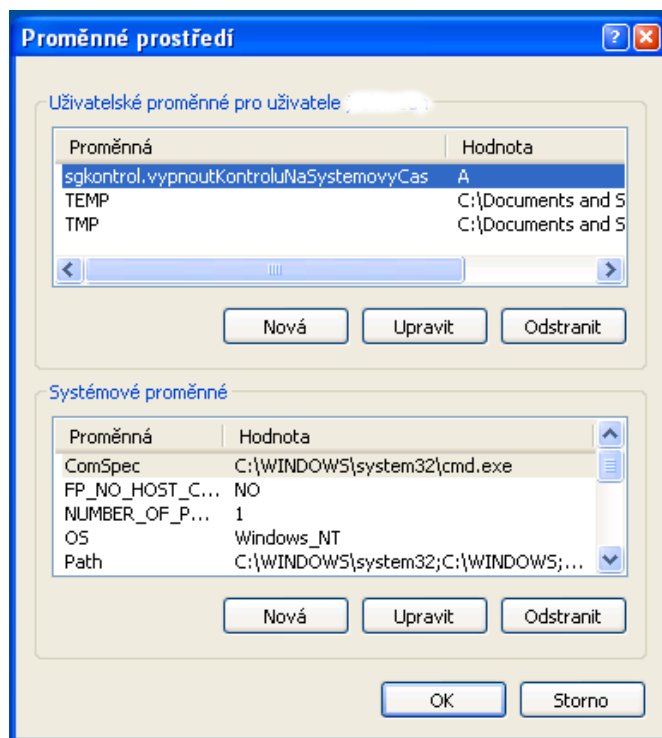 Proměnné prostředí
Uživatelské proměnné pro uživatele
Proměnná Hodnota
sgkontrol.vypnoutKontroluNaSystemovyCas A
TEMP C:\Documents and S
TMP C:\Documents and S
Nová Upravit Odstranit
Systémové proměnné
Proměnná Hodnota
ComSpec C:\WINDOWS\system32\cmd.exe
FP_NO_HOST_C... NO
NUMBER_OF_P... 1
OS Windows_NT
Path C:\WINDOWS\system32;C:\WINDOWS;...
Nová Upravit Odstranit
OK Storno